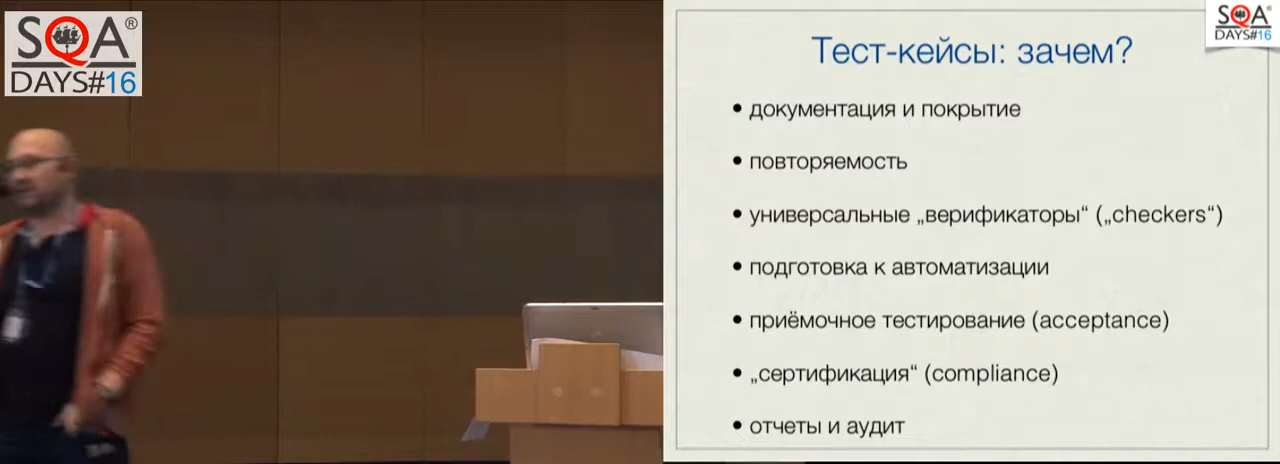 SQA®
DAYS#16
Тест-кейсы: зачем?
• документация и покрытие
• повторяемость
• универсальные „верификаторы“ („checkers“)
• подготовка к автоматизации
• приёмочное тестирование (acceptance)
• „сертификация“ (compliance)
• отчеты и аудит
SQA®
DAYS#16